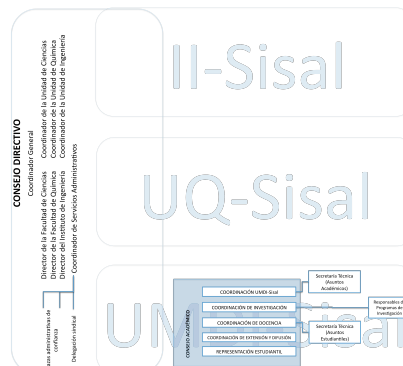 II-Sisal
UQ-Sisal
CONSEJO DIRECTIVO
Coordinador General
Director de la Facultad de Ciencias Coordinador de la Unidad de Ciencias
Director de la Facultad de Química Coordinador de la Unidad de Química
Director del Instituto de Ingeniería Coordinador de la Unidad de Ingeniería
Coordinador de Servicios Administrativos
administrativas de
confianza
Delegación sindical
CONSEJO ACADÉMICO
COORDINACIÓN UMDI-Sisal
COORDINACIÓN DE INVESTIGACIÓN
COORDINACIÓN DE DOCENCIA
COORDINACIÓN DE EXTENSIÓN Y DIFUSIÓN
REPRESENTACIÓN ESTUDIANTIL
Secretaría Técnica
(Asuntos
Académicos)
Responsables
Programas de
Investigación
Secretaría Técnica
(Asuntos
Estudiantiles)